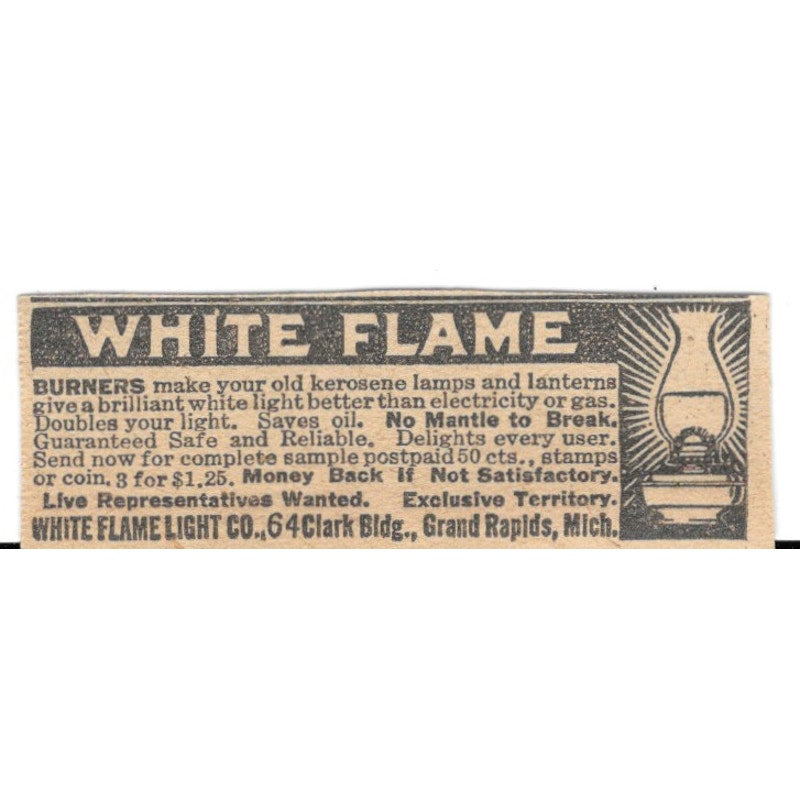 WHITE FLAME
BURNERS make your old kerosene lamps and lanterns
give a brilliant white light better than electricity or gas.
Doubles your light. Saves oil. No Mantle to Break.
Guaranteed Safe and Reliable. Delights every user.
Send now for complete sample postpaid 50 cts., stamps
or coin. 3 for $1.25. Money Back If Not Satisfactory.
Live Representatives Wanted. Exclusive Territory.
WHITE FLAME LIGHT CO., 64 Clark Bldg., Grand Rapids, Mich.